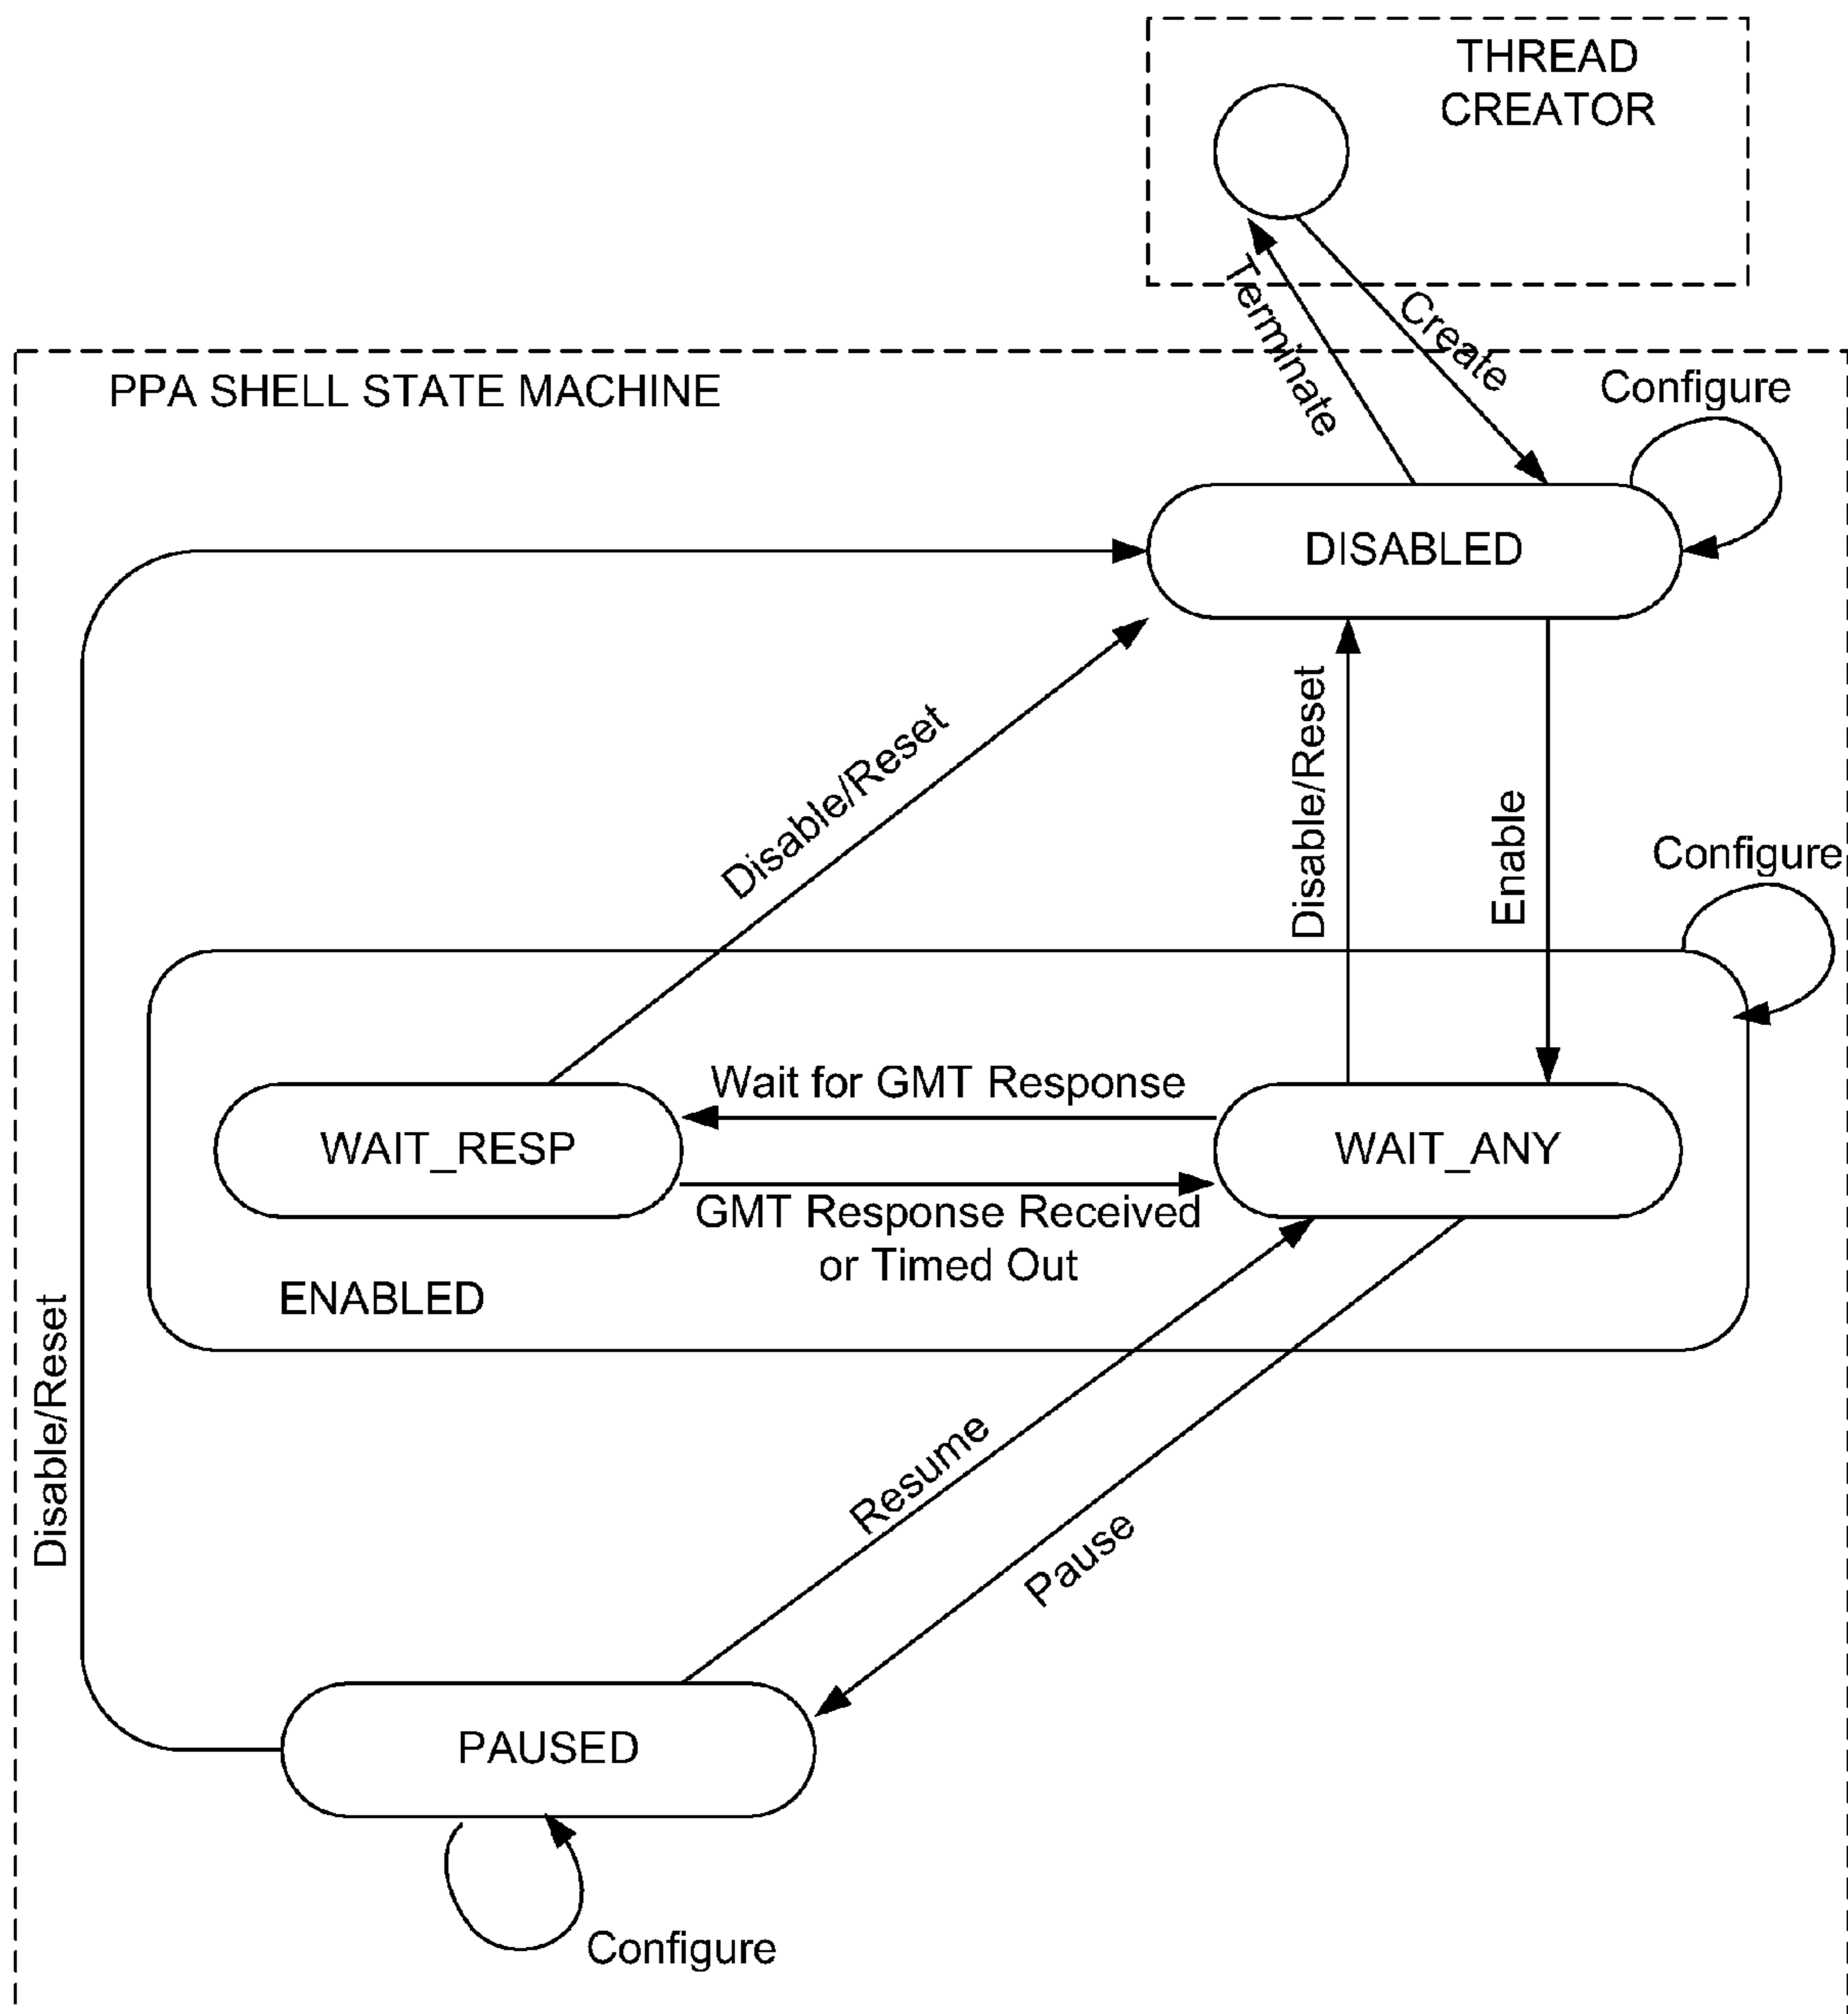 THREAD
CREATOR
Terminate
Create
PPA SHELL STATE MACHINE
Configure
DISABLED
Disable/Reset
Disable/Reset
Enable
Configure
Wait for GMT Response
WAIT_RESP
WAIT_ANY
GMT Response Received
or Timed Out
ENABLED
Disable/Reset
Resume
Pause
PAUSED
Configure